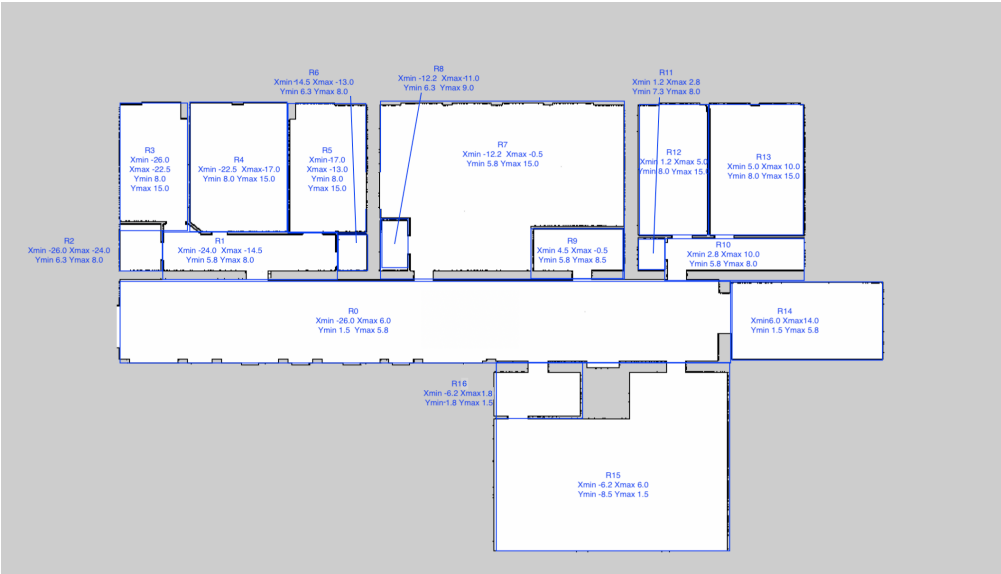 R6
Xmin-14.5 Xmax -13.0
Ymin 6.3 Ymax 8.0
R8
Xmin -12.2 Xmax-11.0
Ymin 6.3 Ymax 9.0
R11
Xmin 1.2 Xmax 2.8
Ymin 7.3 Ymax 8.0
R3
Xmin -26.0
Xmax -22.5
Ymin 8.0
Ymax 15.0
R4
Xmin -22.5 Xmax-17.0
Ymin 8.0 Ymax 15.0
R5
Xmin-17.0
Xmax -13.0
Ymin 8.0
Ymax 15.0
R7
Xmin -12.2 Xmax -0.5
Ymin 5.8 Ymax 15.0
R12
Xmin 1.2 Xmax 5.0
Ymin 8.0 Ymax 15.0
R13
Xmin 5.0 Xmax 10.0
Ymin 8.0 Ymax 15.0
R2
Xmin -26.0 Xmax -24.0
Ymin 6.3 Ymax 8.0
R1
Xmin -24.0 Xmax -14.5
Ymin 5.8 Ymax 8.0
R9
Xmin 4.5 Xmax -0.5
Ymin 5.8 Ymax 8.5
R10
Xmin 2.8 Xmax 10.0
Ymin 5.8 Ymax 8.0
R0
Xmin -26.0 Xmax 6.0
Ymin 1.5 Ymax 5.8
R14
Xmin6.0 Xmax14.0
Ymin 1.5 Ymax 5.8
R16
Xmin -6.2 Xmax1.8
Ymin-1.8 Ymax 1.5
R15
Xmin -6.2 Xmax 6.0
Ymin -8.5 Ymax 1.5